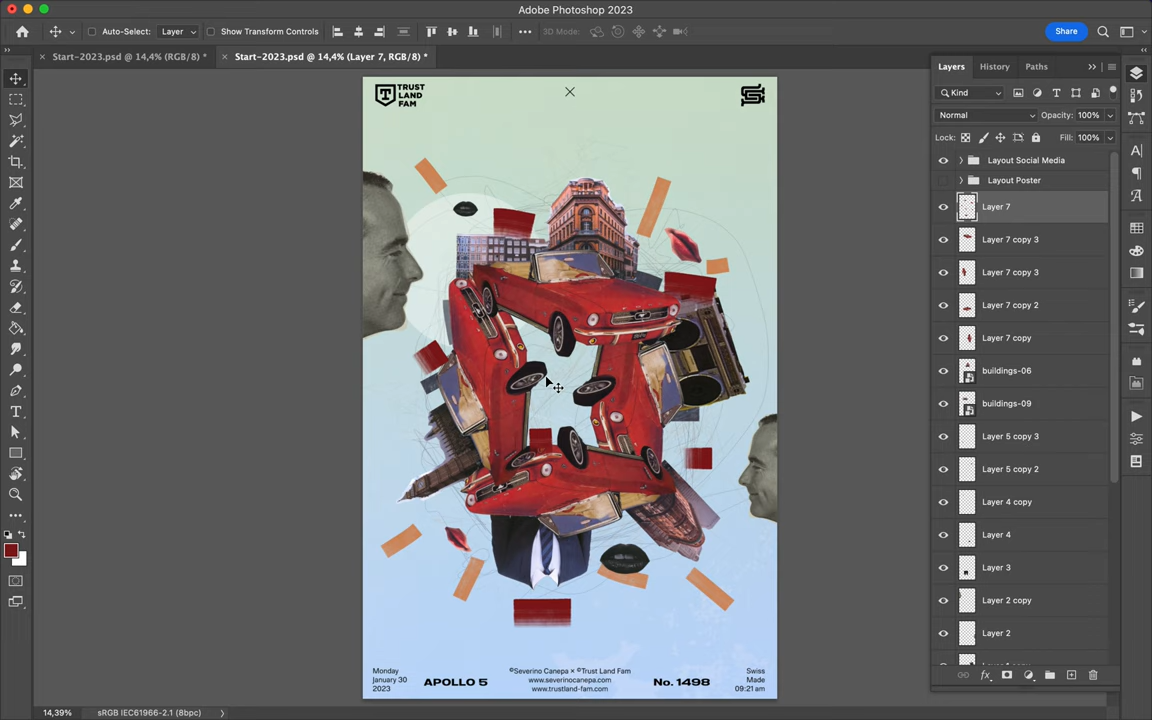 Adobe Photoshop 2023
Auto-Select: Layer Show Transform Controls ••• 3D Mode: Share
Start-2023.psd @ 14,4% (RGB/8) * Start-2023.psd @ 14,4% (Layer 7, RGB/8) *
Layers History Paths
Kind
Normal Opacity: 100%
Lock: Fill: 100%
Layout Social Media
Layout Poster
Layer 7
Layer 7 copy 3
Layer 7 copy 3
Layer 7 copy 2
Layer 7 copy
buildings-06
buildings-09
Layer 5 copy 3
Layer 5 copy 2
Layer 4 copy
Layer 4
Layer 3
Layer 2 copy
Layer 2
TRUST
LAND
FAM
Monday
January 30
2023
APOLLO 5
©Severino Canepa × ©Trust Land Fam
www.severinocanepa.com
www.trustland-fam.com
No. 1498
Swiss
Made
09:21 am
14,39% sRGB IEC61966-2.1 (8bpc)